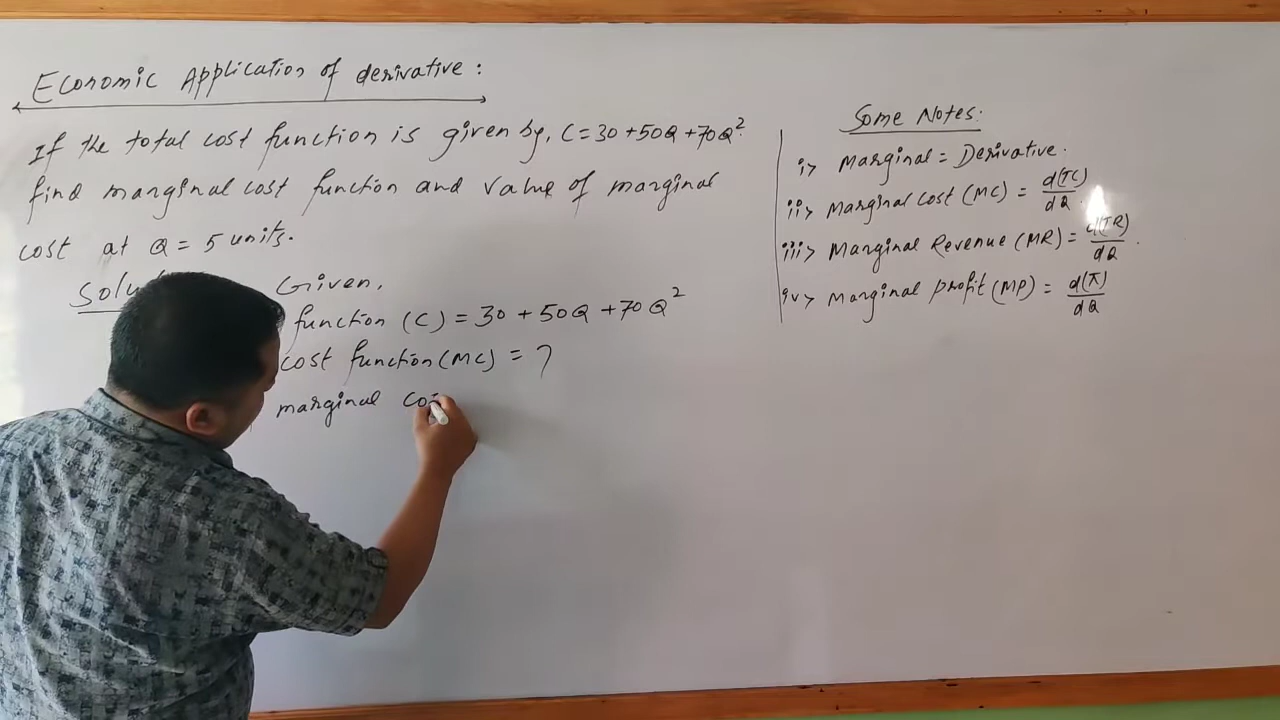 Economic Application of derivative:
If the total cost function is given by, C=30+50Q+70Q².
find marginal cost function and value of marginal
cost at Q = 5 units.
Given,
function (C) = 30 + 50Q + 70Q²
cost function (MC) = ?
marginal
Some Notes:
i> Marginal = Derivative.
ii> Marginal cost (MC) = d(TC)/dQ.
iii> Marginal Revenue (MR) = d(TR)/dQ.
iv> Marginal profit (MP) = d(π)/dQ